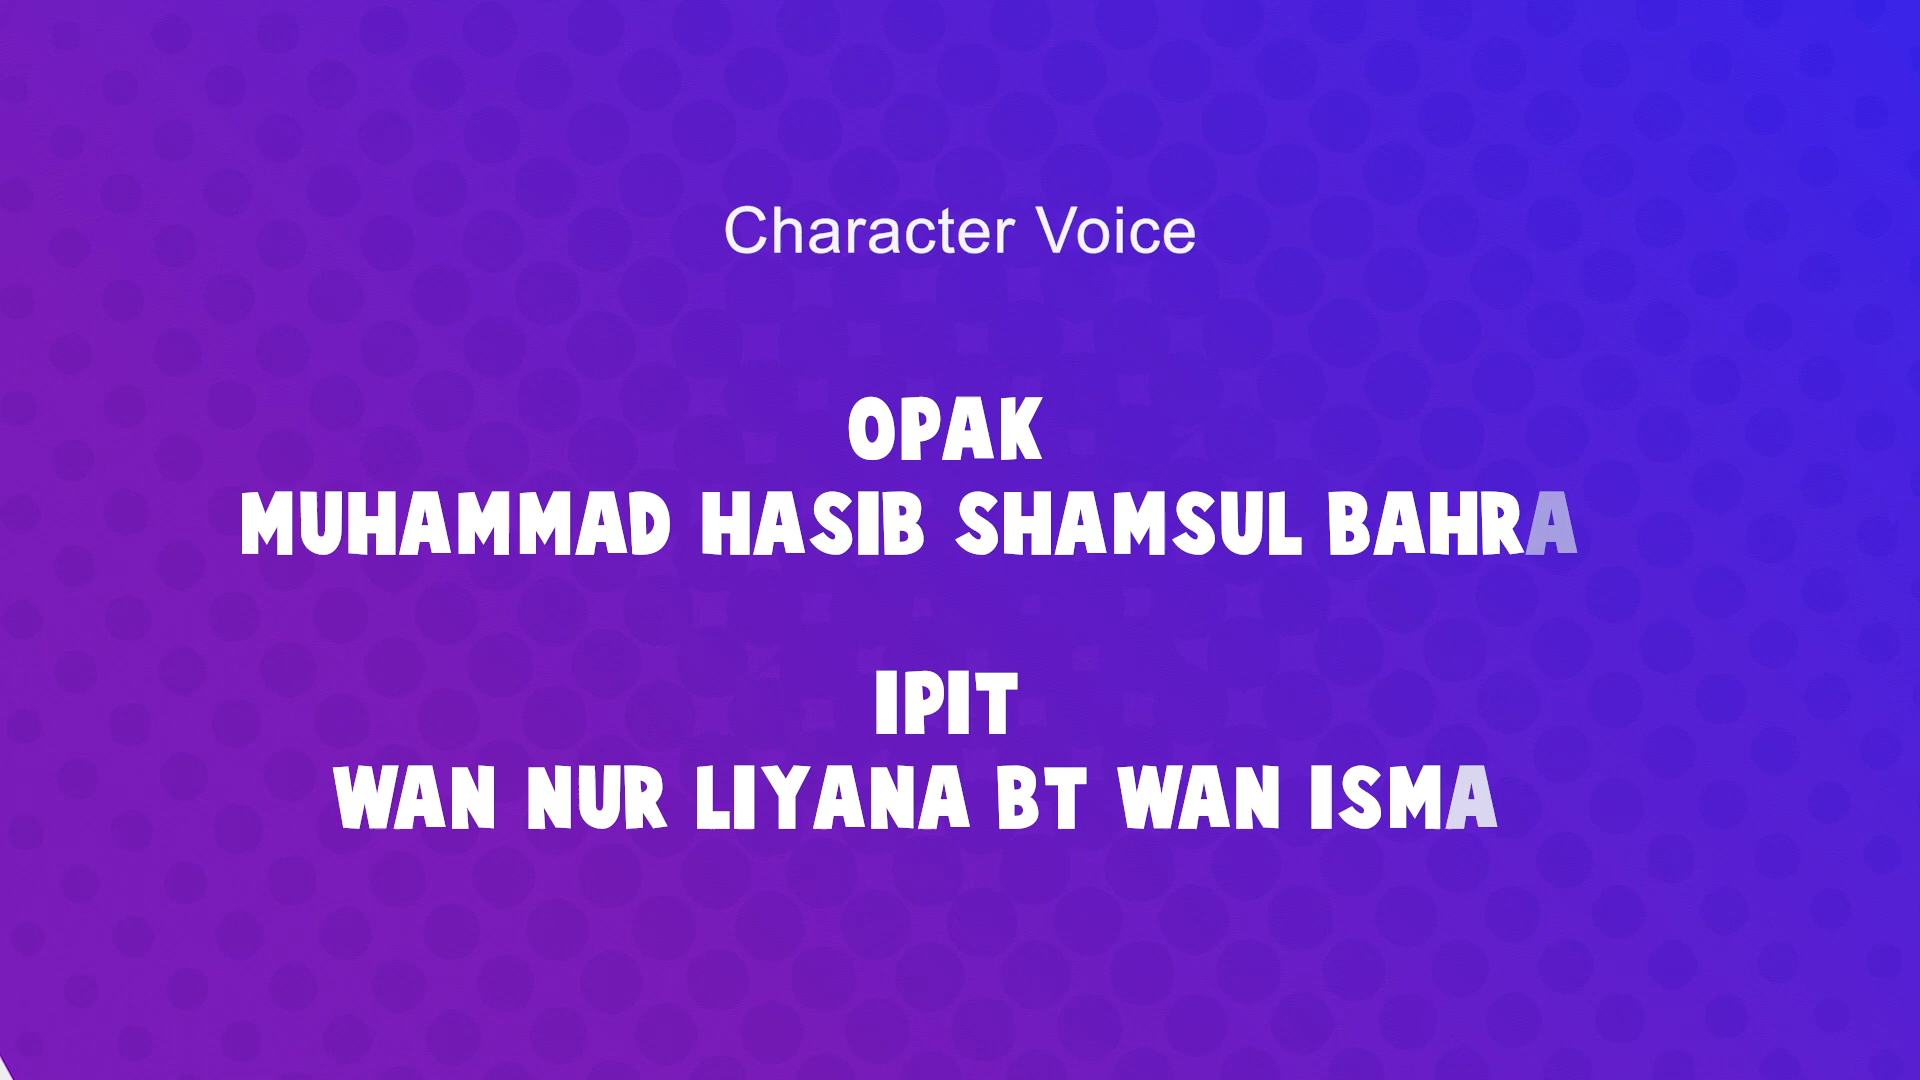 Character Voice
OPAK
MUHAMMAD HASIB SHAMSUL BAHRA
IPIT
WAN NUR LIYANA BT WAN ISMA